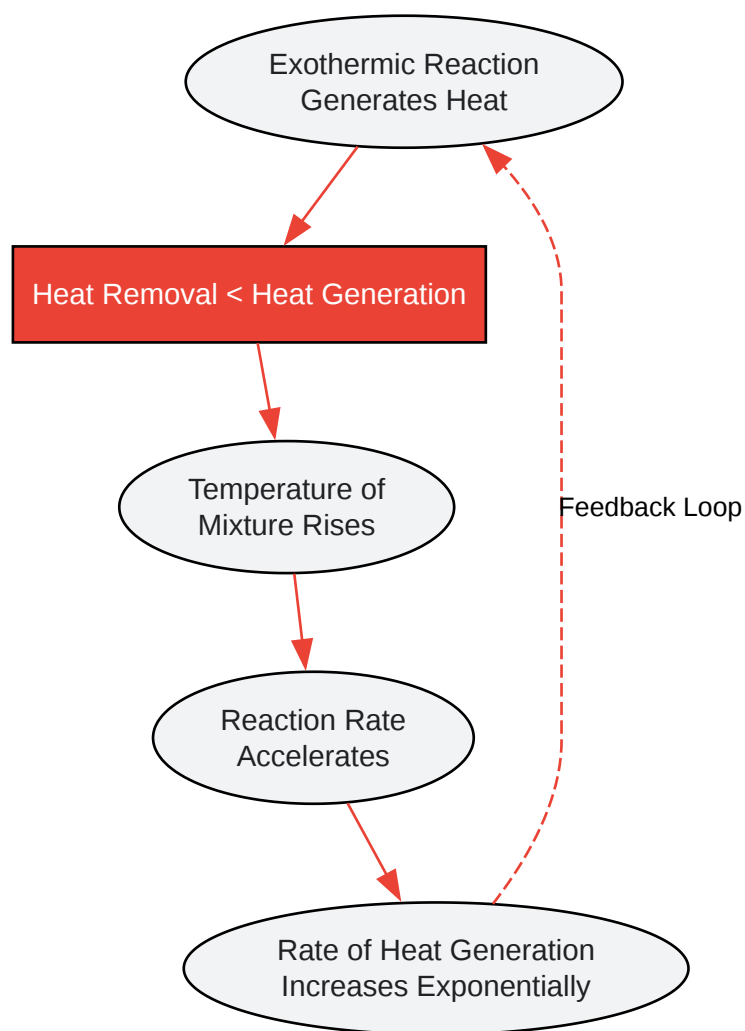 Exothermic Reaction
Generates Heat
Heat Removal < Heat Generation
Temperature of
Mixture Rises
Feedback Loop
Reaction Rate
Accelerates
Rate of Heat Generation
Increases Exponentially